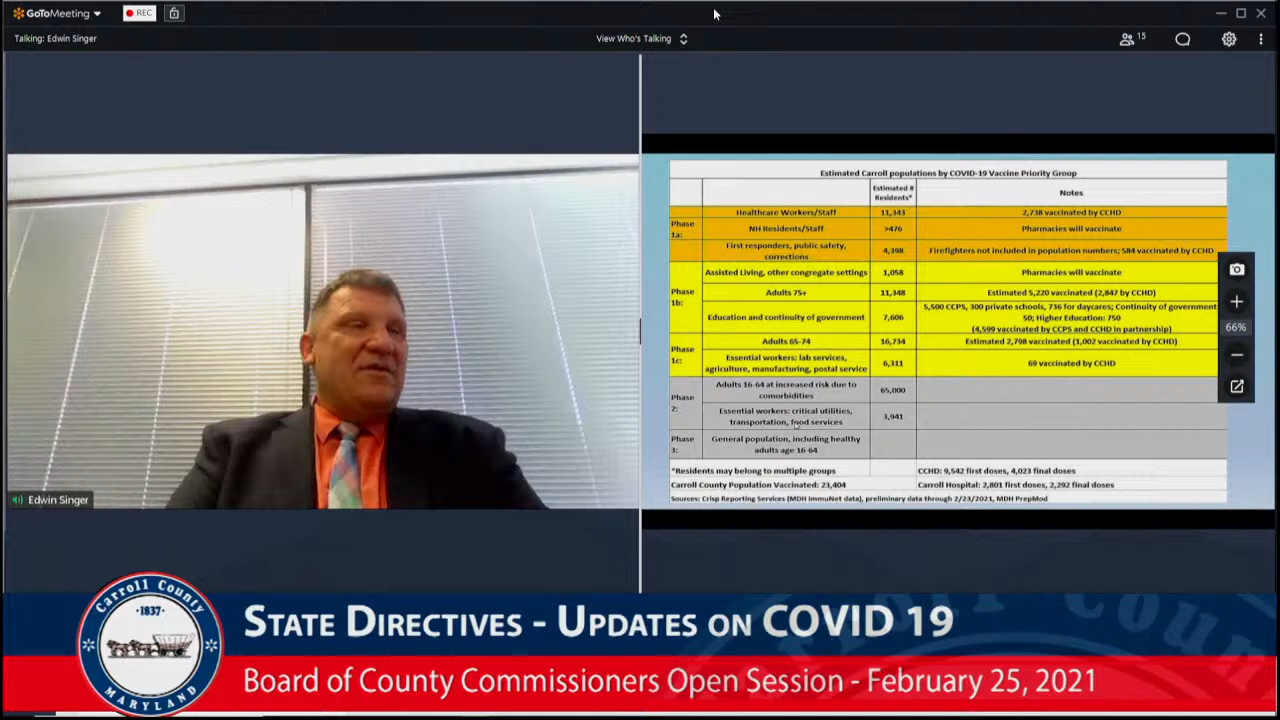 GoToMeeting
REC
Talking: Edwin Singer
View Who's Talking
15
Estimated Carroll populations by COVID-19 Vaccine Priority Group
Estimated #
Residents*
Notes
Phase
1a:
Healthcare Workers/Staff 11,343 2,738 vaccinated by CCHD
NH Residents/Staff >476 Pharmacies will vaccinate
First responders, public safety,
corrections
4,398 Firefighters not included in population numbers; 584 vaccinated by CCHD
Phase
1b:
Assisted Living, other congregate settings 1,058 Pharmacies will vaccinate
Adults 75+ 11,348 Estimated 5,220 vaccinated (2,847 by CCHD)
Education and continuity of government 7,606
5,500 CCPS, 300 private schools, 736 for daycares; Continuity of government
50; Higher Education: 750
(4,599 vaccinated by CCPS and CCHD in partnership)
Phase
1c:
Adults 65-74 16,734 Estimated 2,798 vaccinated (1,002 vaccinated by CCHD)
Essential workers: lab services,
agriculture, manufacturing, postal service
6,311 69 vaccinated by CCHD
Phase
2:
Adults 16-64 at increased risk due to
comorbidities
65,000
Essential workers: critical utilities,
transportation, food services
3,941
Phase
3:
General population, including healthy
adults age 16-64
*Residents may belong to multiple groups CCHD: 9,542 first doses, 4,023 final doses
Carroll County Population Vaccinated: 23,404 Carroll Hospital: 2,801 first doses, 2,292 final doses
Sources: Crisp Reporting Services (MDH ImmuNet data), preliminary data through 2/23/2021, MDH PrepMod
66%
Edwin Singer
Carroll County
1837
MARYLAND
STATE DIRECTIVES - UPDATES ON COVID 19
Board of County Commissioners Open Session - February 25, 2021